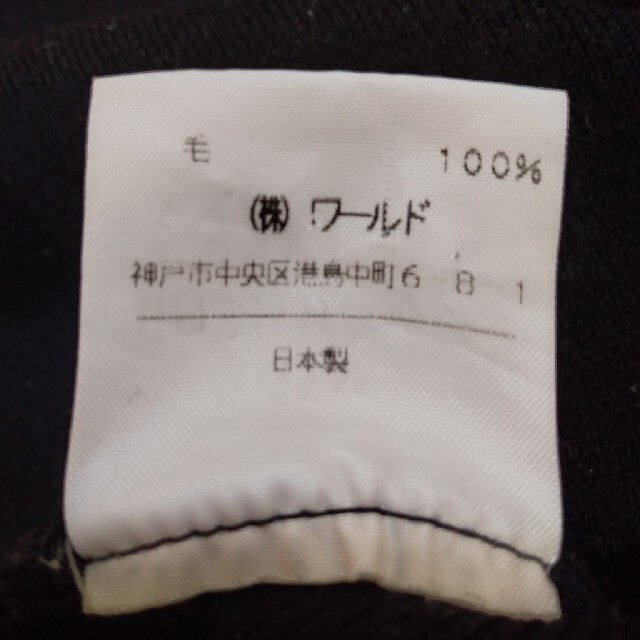 毛 100%
(株) ワールド
神戸市中央区港島中町6 8 1
日本製